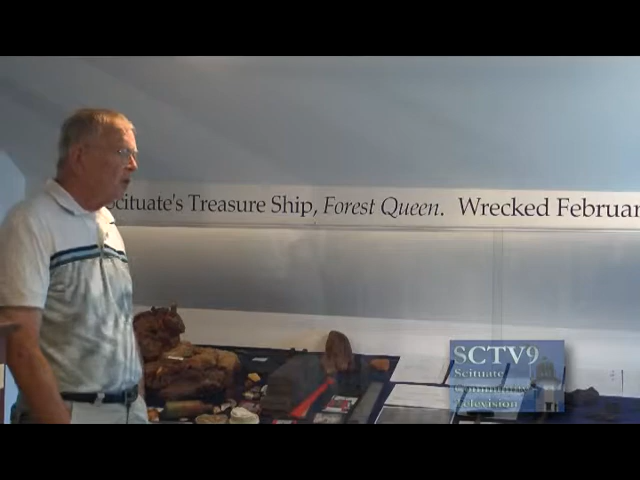 Scituate's Treasure Ship, Forest Queen. Wrecked Februar
SCTV9
Scituate
Community
Television